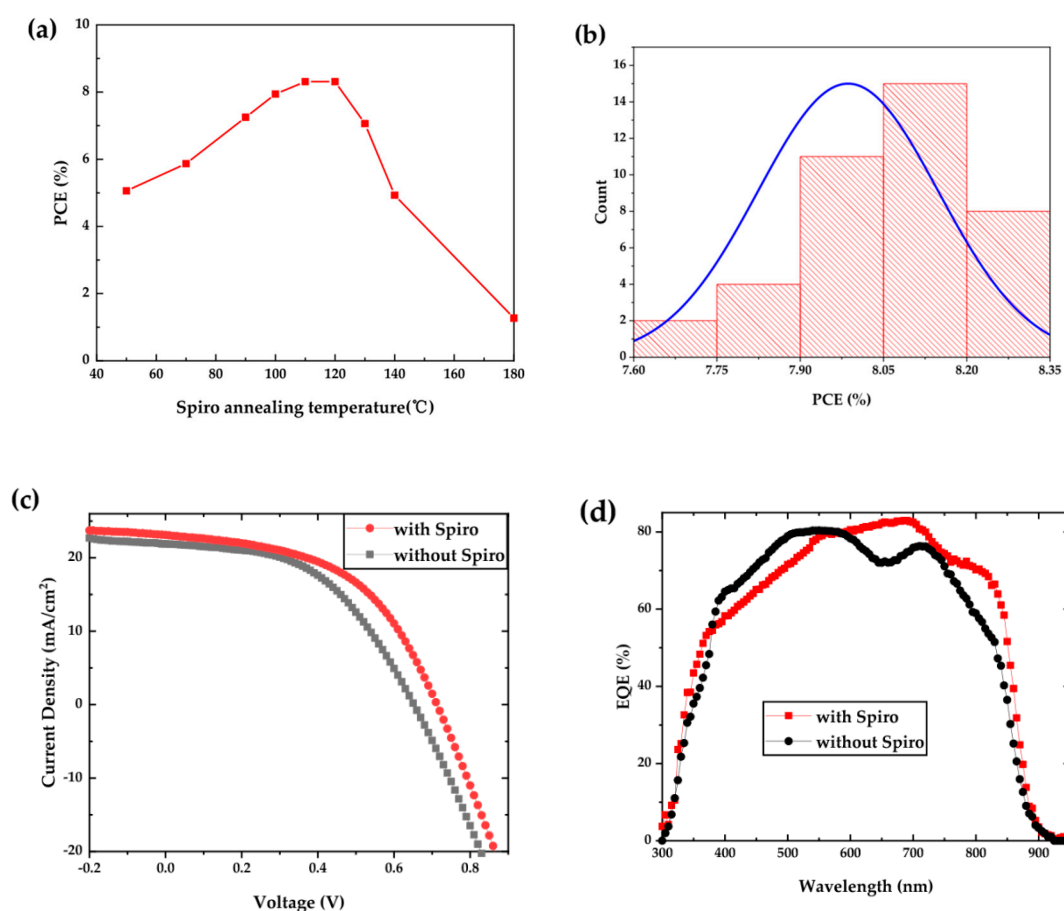 (a)
10
8
6
4
2
0
PCE (%)
40 60 80 100 120 140 160 180
Spiro annealing temperature(℃)
(b)
16
14
12
10
8
6
4
2
0
Count
7.60 7.75 7.90 8.05 8.20 8.35
PCE (%)
(c)
with Spiro
without Spiro
20
10
0
-10
-20
Current Density (mA/cm²)
-0.2 0.0 0.2 0.4 0.6 0.8
Voltage (V)
(d)
80
60
40
20
0
EQE (%)
with Spiro
without Spiro
300 400 500 600 700 800 900
Wavelength (nm)